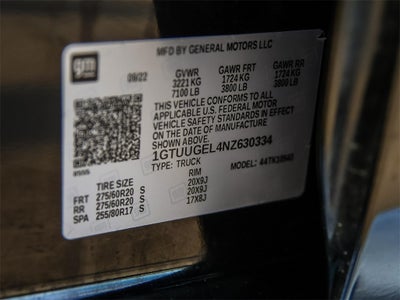 gm
MFD BY GENERAL MOTORS LLC
09/22 GVWR GAWR FRT GAWR RR
3221 KG 1724 KG 1724 KG
7100 LB 3800 LB 3800 LB
THIS VEHICLE CONFORMS TO ALL
APPLICABLE U.S. FEDERAL MOTOR
VEHICLE SAFETY STANDARDS IN EFFECT
ON THE DATE OF MANUFACTURE
SHOWN ABOVE.
1GTUUGEL4NZ630334
TYPE: TRUCK MODEL:
TIRE SIZE RIM
FRT 275/60R20 S 20X9J
RR 275/60R20 S 20X9J
SPA 255/80R17 S 17X8J